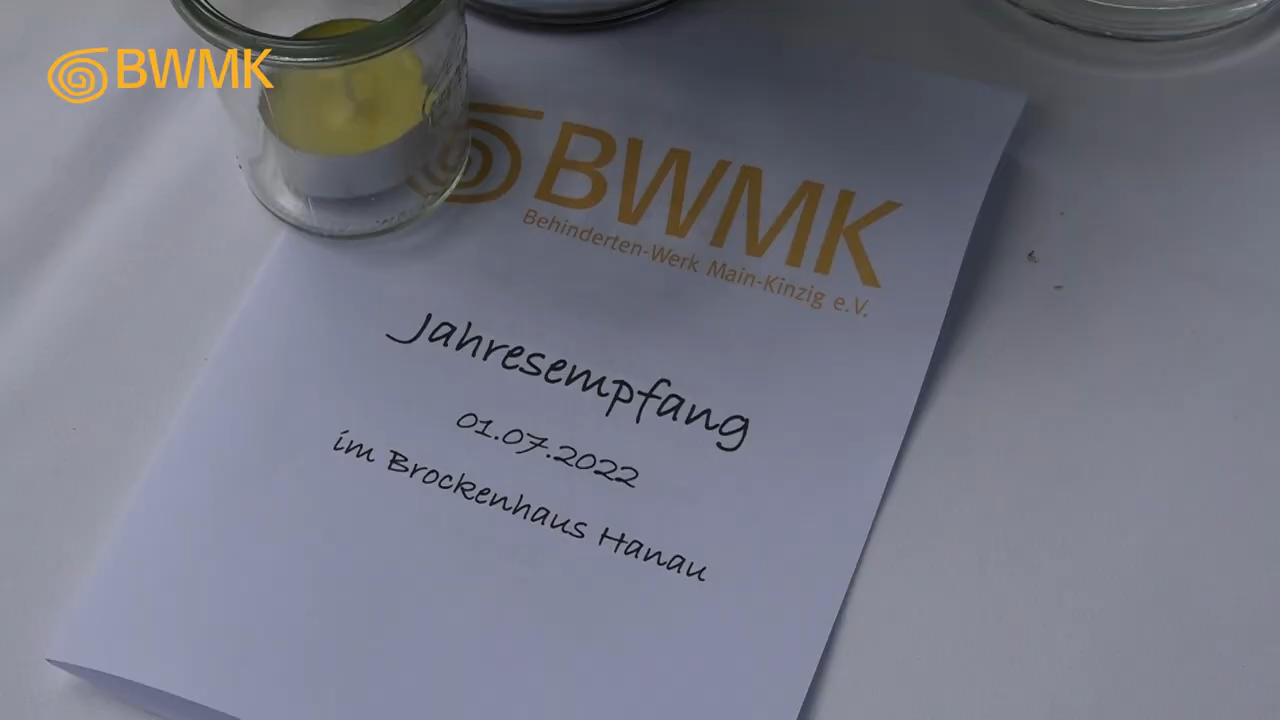 BWMK
BWMK
Behinderten-Werk Main-Kinzig e.V.
Jahresempfang
01.07.2022
im Brockenhaus Hanau